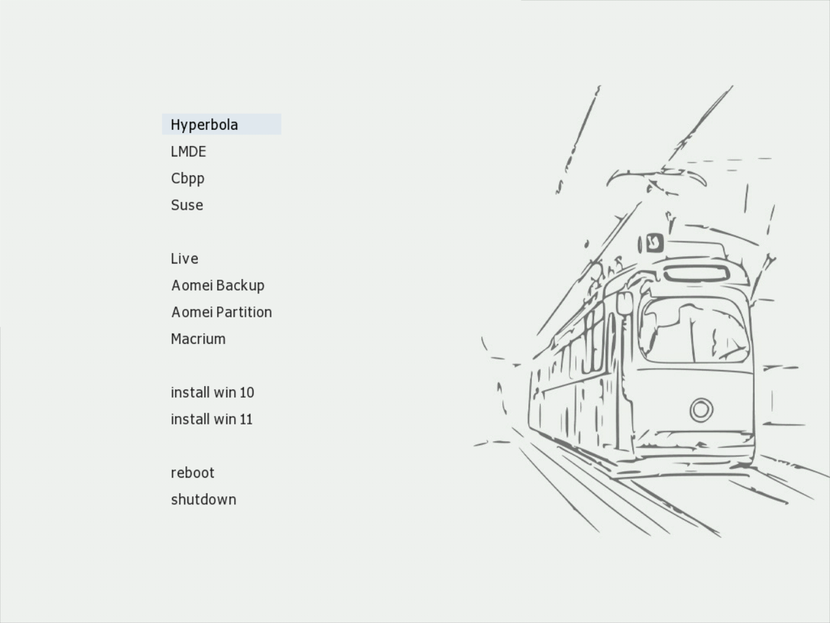 Hyperbola
LMDE
Cbpp
Suse
Live
Aomei Backup
Aomei Partition
Macrium
install win 10
install win 11
reboot
shutdown